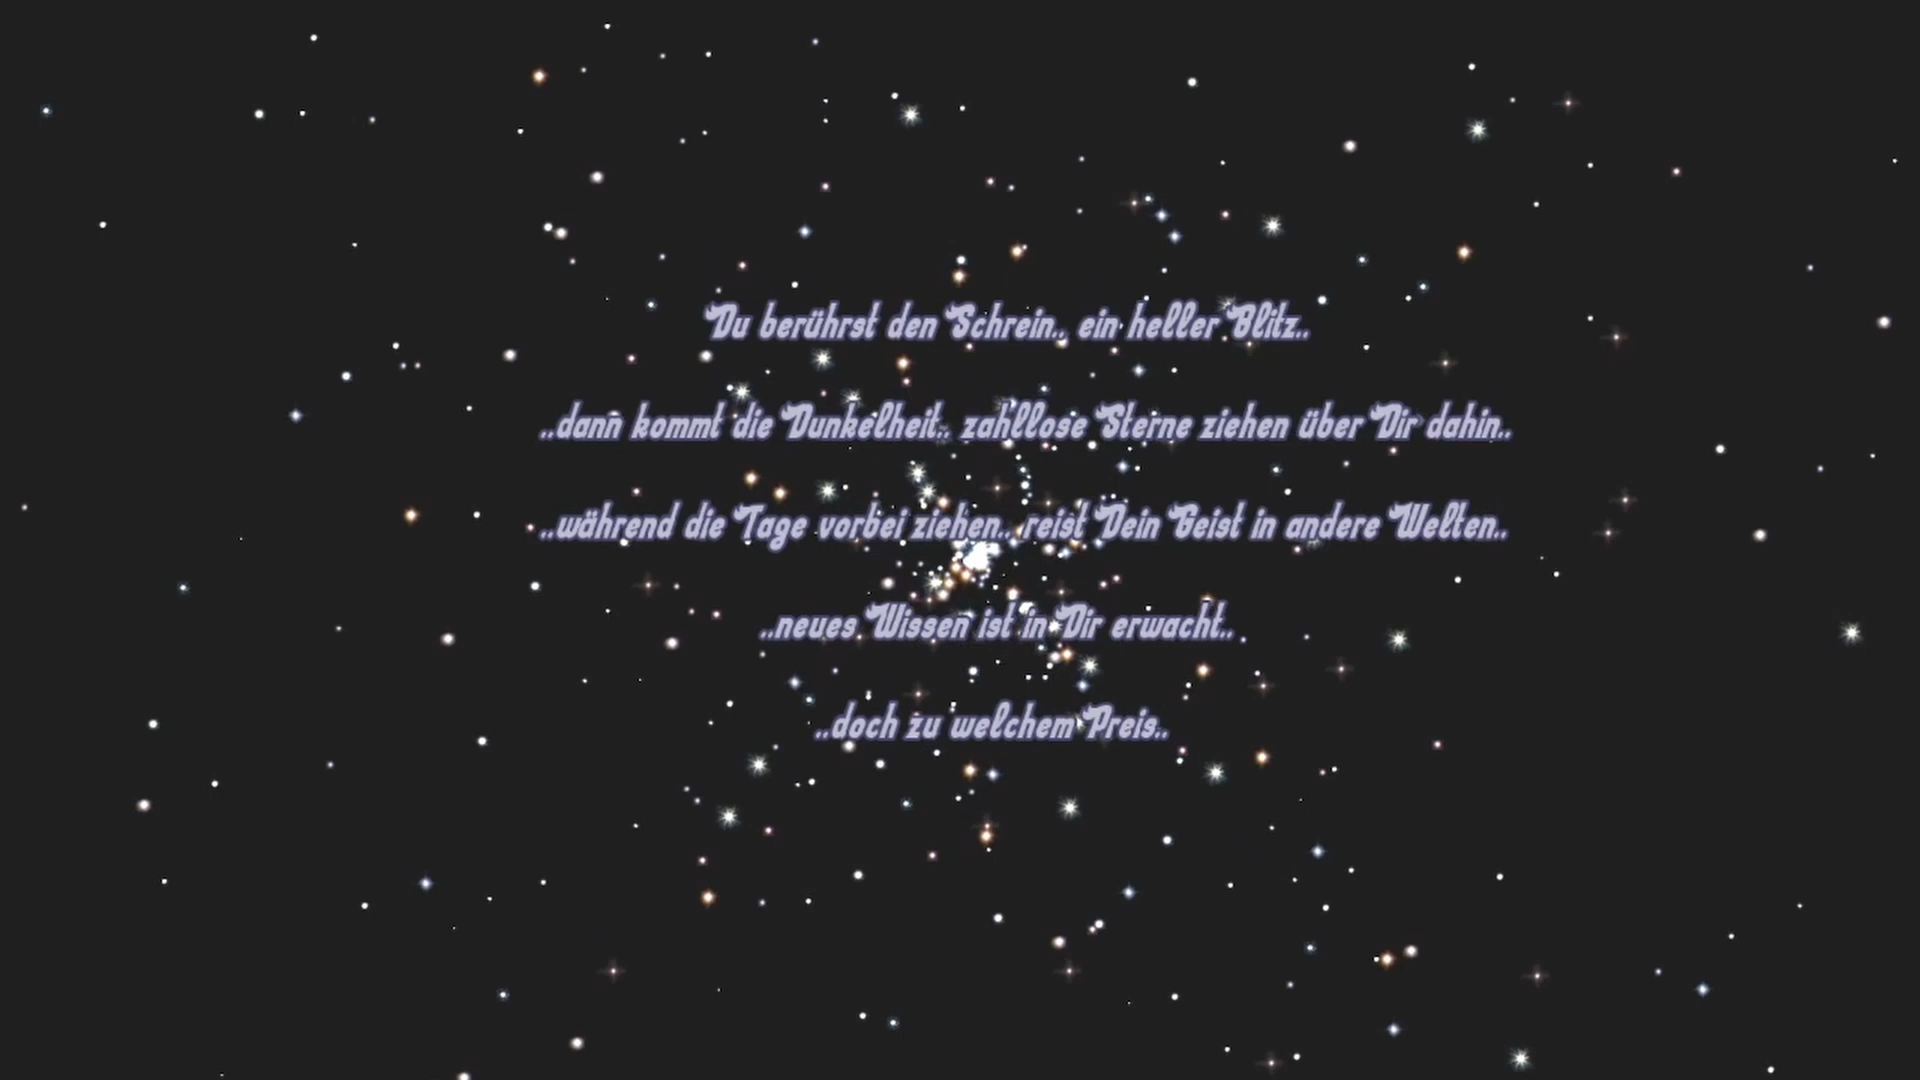 Du berührst den Schrein.. ein heller Blitz..
..dann kommt die Dunkelheit.. zahllose Sterne ziehen über Dir dahin..
..während die Tage vorbei ziehen.. reist Dein Geist in andere Welten..
..neues Wissen ist in Dir erwacht..
..doch zu welchem Preis..